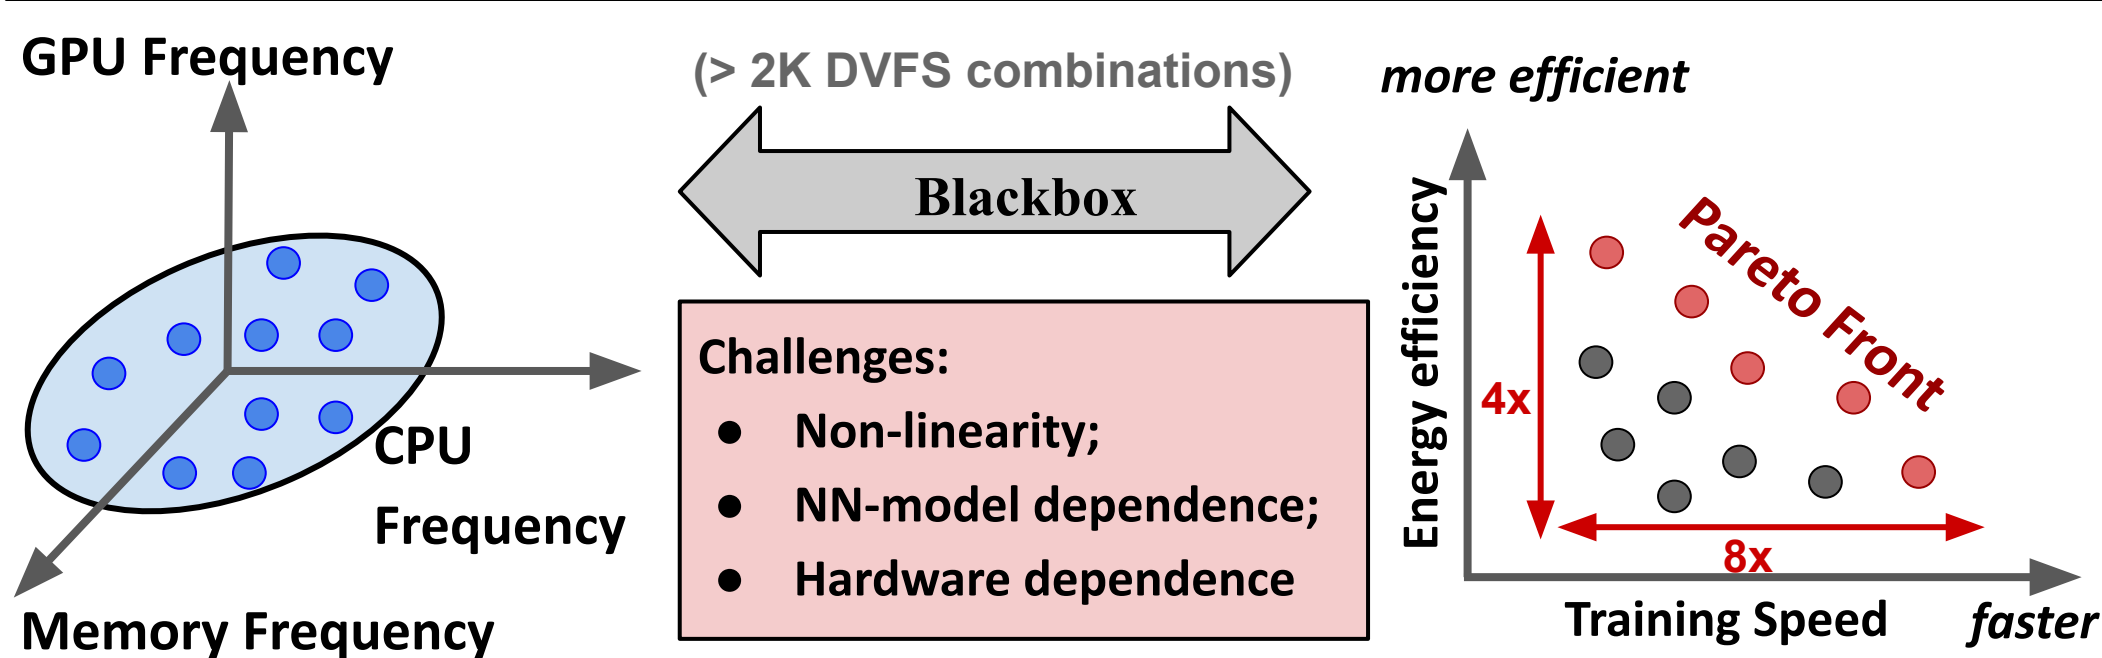 GPU Frequency
CPU
Frequency
Memory Frequency
(> 2K DVFS combinations)
Blackbox
Challenges:
● Non-linearity;
● NN-model dependence;
● Hardware dependence
more efficient
Energy efficiency
Pareto Front
4x
8x
Training Speed
faster